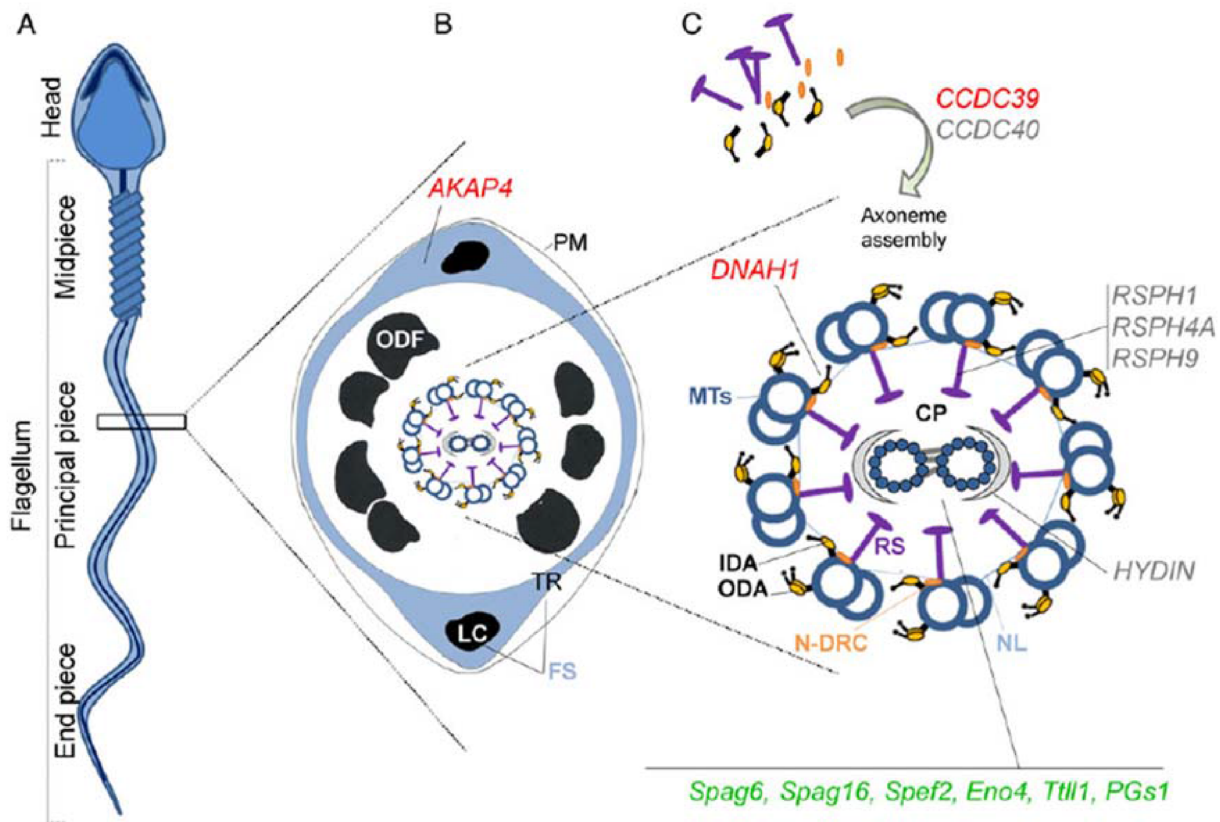 A
B
C
Head
Midpiece
Principal piece
End piece
Flagellum
AKAP4
PM
ODF
TR
LC
FS
CCDC39
CCDC40
Axoneme
assembly
DNAH1
RSPH1
RSPH4A
RSPH9
MTs
CP
RS
IDA
ODA
HYDIN
N-DRC
NL
Spag6, Spag16, Spef2, Eno4, Ttll1, PGs1